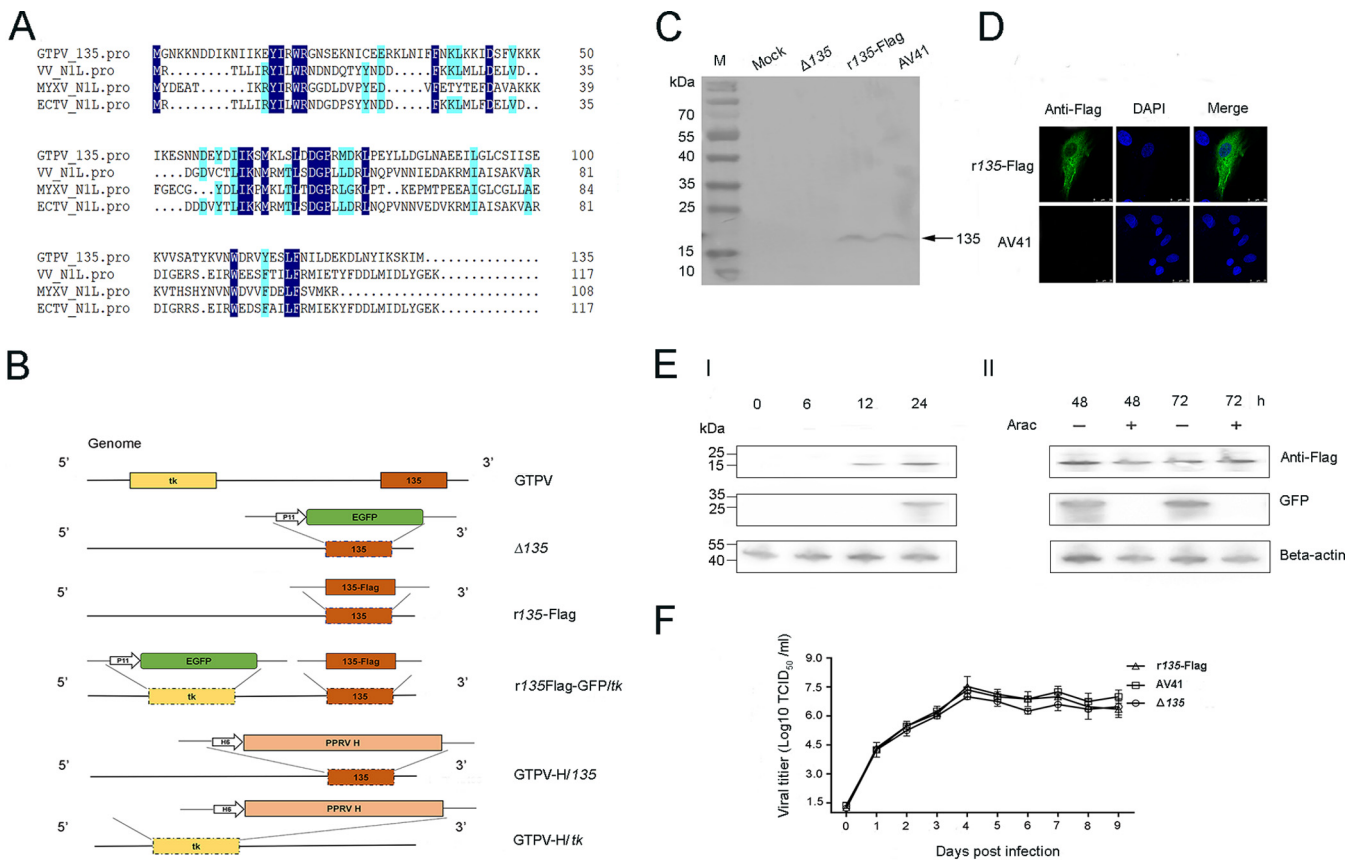 A
GTPV_135.pro MGNKKNDDIKNIIKEYIRWRGNSEKNICEERKLNIFFNKLKKIDSFVKKK 50
VV_N1L.pro MR........TLLIRYILWRNDNDQTYYNDD.....FKKLMLLDELVD.. 35
MYXV_N1L.pro MYDEAT....IKRYIRWRGGDLDVPYED.....VFETYTEFDAVAKKK 39
ECTV_N1L.pro MR........TLLIRYILWRNDGDPSYYNDD.....FKKLMLFDELVD.. 35
GTPV_135.pro IKESNNDEYDIIKSMKLSLDDGPRMDKLPEYLLDGLNAEEILGLCSIISE 100
VV_N1L.pro ....DGDVCTLIKNMRMTLSDGPLLDRLNQPVNNIEDAKRMIAISAKVAR 81
MYXV_N1L.pro FGECG...YDLIKPMKLTLTDGPRLGKLPT..KEPMTPEEAIGLCGLLAE 84
ECTV_N1L.pro ....DDDVYTLIKKMRMTLSDGPLLDRLNQPVNNVEDVKRMIAISAKVAR 81
GTPV_135.pro KVVSATYKVNWDRVYESLFNILDEKDLNYIKSKIM............... 135
VV_N1L.pro DIGERS.EIRWEESFTILFRMIETYFDDLMIDLYGEK............. 117
MYXV_N1L.pro KVTHSHYNVNWDVVFDELFSVMKR.......................... 108
ECTV_N1L.pro DIGRRS.EIRWEDSFAILFRMIEKYFDDLMIDLYGEK............. 117
B
Genome
5' 3'
tk 135 GTPV
P11 EGFP
5' 3'
135 Δ135
135-Flag
5' 3'
135 r135-Flag
P11 EGFP 135-Flag
5' 3'
tk 135 r135Flag-GFP/tk
H6 PPRV H
5' 3'
135 GTPV-H/135
H6 PPRV H
5' 3'
tk GTPV-H/tk
C
M Mock Δ135 r135-Flag AV41
kDa
70
55
40
35
25
15
10
135
D
Anti-Flag DAPI Merge
r135-Flag
AV41
E I
0 6 12 24
kDa
25
15
35
25
55
40
II
48 48 72 72 h
Arac − + − +
Anti-Flag
GFP
Beta-actin
F
Viral titier (Log10 TCID50 /ml)
9.0
7.5
6.0
4.5
3.0
1.5
0 1 2 3 4 5 6 7 8 9
Days post infection
r135-Flag
AV41
Δ135